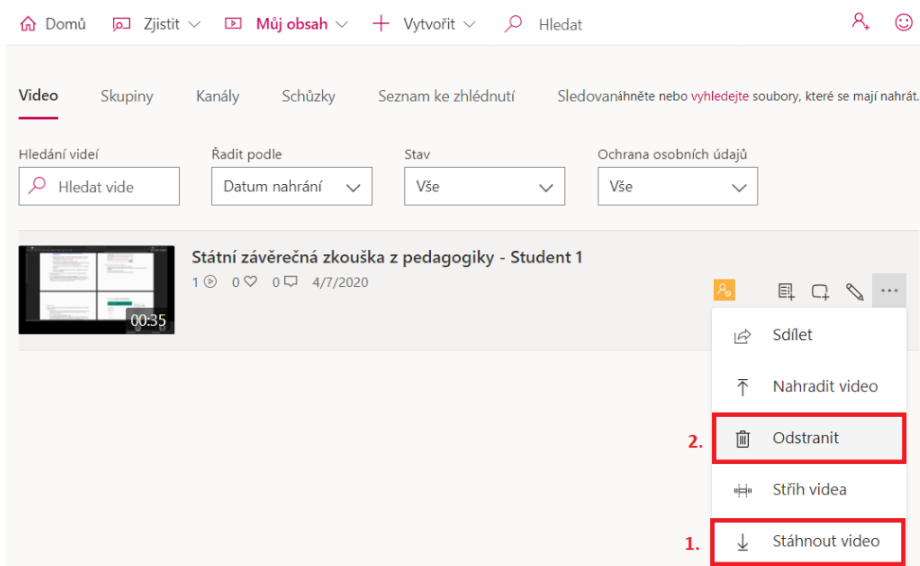 Domů Zjistit Můj obsah Vytvořit Hledat
Video Skupiny Kanály Schůzky Seznam ke zhlédnutí Sledovanáhněte nebo vyhledejte soubory, které se mají nahrát.
Hledání videí Řadit podle Stav Ochrana osobních údajů
Hledat vide Datum nahrání Vše Vše
Státní závěrečná zkouška z pedagogiky - Student 1
1 0 0 4/7/2020
00:35
Sdílet
Nahradit video
2. Odstranit
Střih videa
1. Stáhnout video